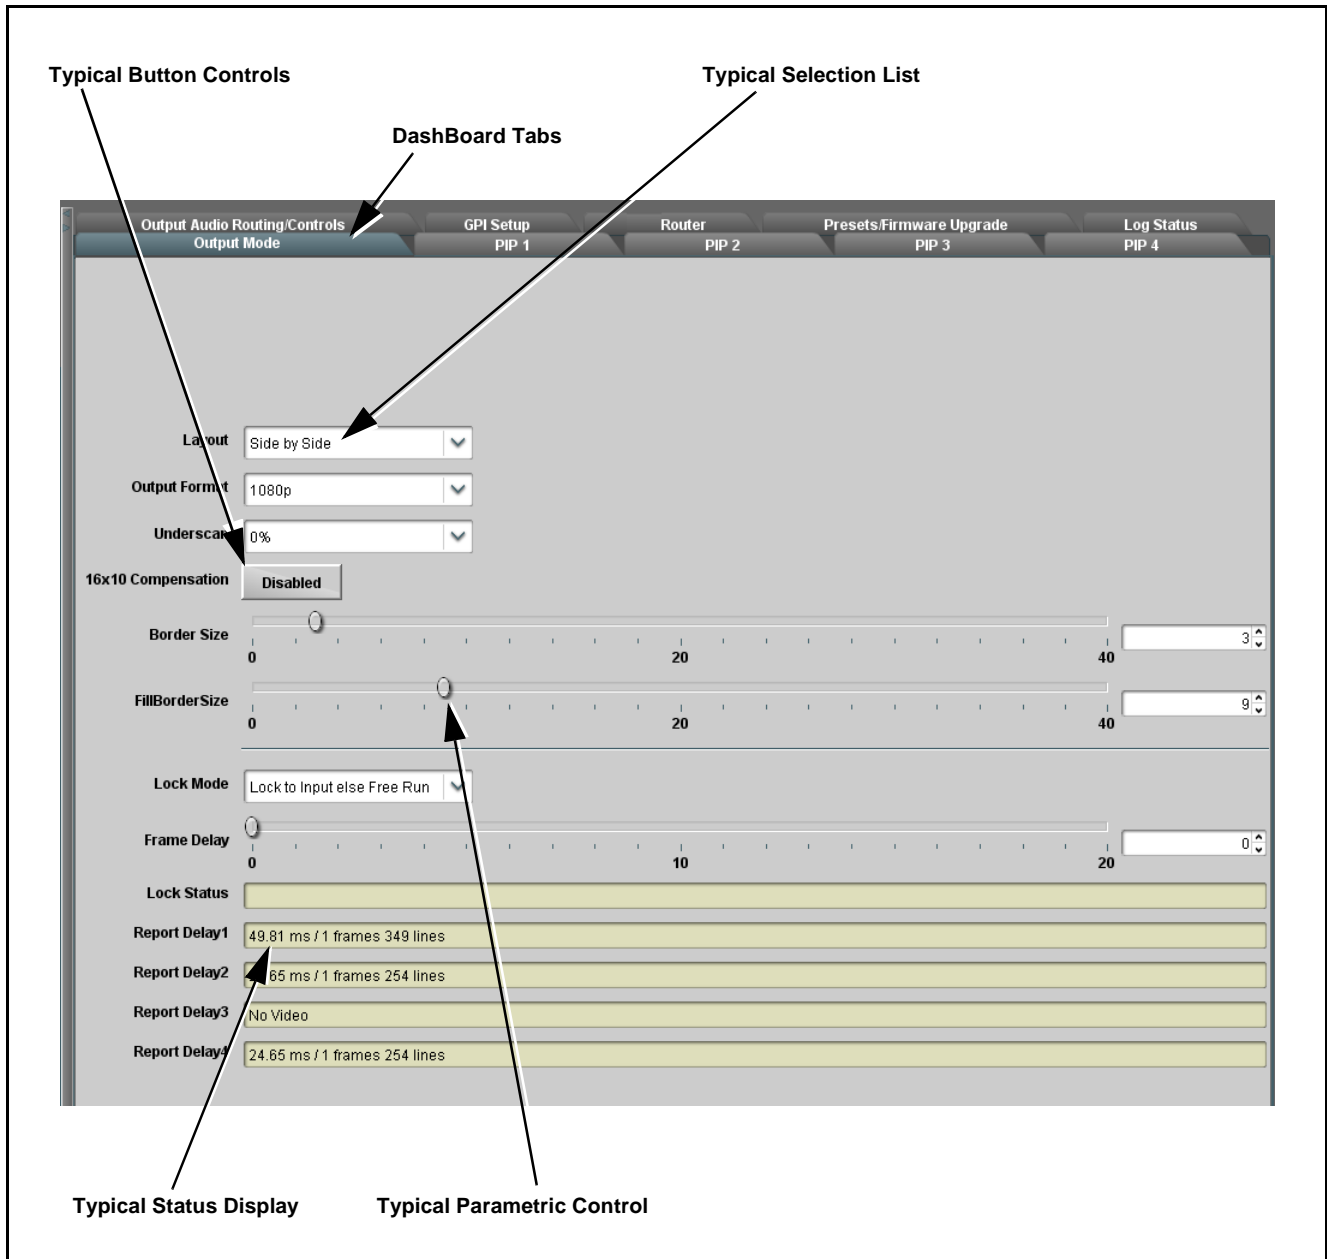 Typical Button Controls
Typical Selection List
DashBoard Tabs
Output Audio Routing/Controls GPI Setup Router Presets/Firmware Upgrade Log Status
Output Mode PIP 1 PIP 2 PIP 3 PIP 4
Layout Side by Side
Output Format 1080p
Underscan 0%
16x10 Compensation Disabled
Border Size 3
0 20 40
FillBorderSize 9
0 20 40
Lock Mode Lock to Input else Free Run
Frame Delay 0
0 10 20
Lock Status
Report Delay1 49.81 ms / 1 frames 349 lines
Report Delay2 65 ms / 1 frames 254 lines
Report Delay3 No Video
Report Delay4 24.65 ms / 1 frames 254 lines
Typical Status Display
Typical Parametric Control